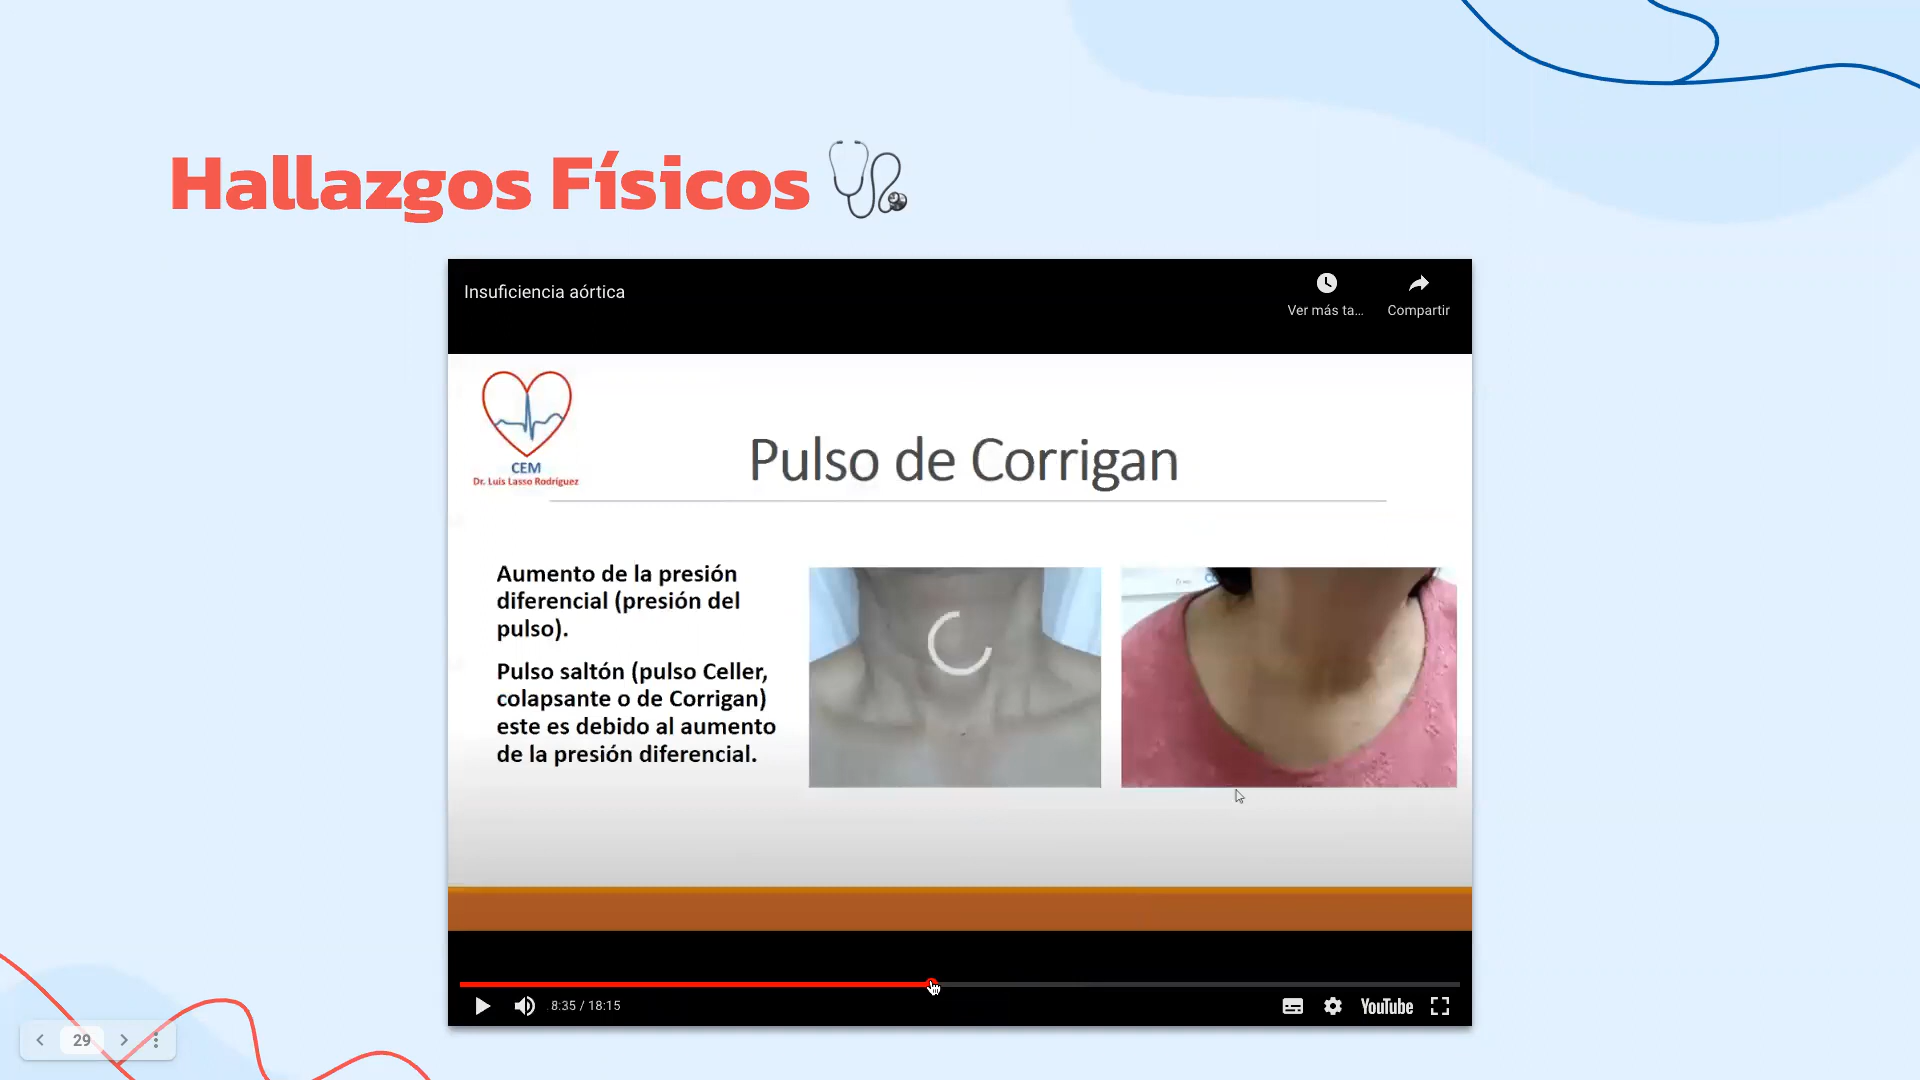 Hallazgos Físicos
Insuficiencia aórtica
Ver más ta...
Compartir
CEM
Dr. Luis Lasso Rodríguez
Pulso de Corrigan
Aumento de la presión
diferencial (presión del
pulso).
Pulso saltón (pulso Celler,
colapsante o de Corrigan)
este es debido al aumento
de la presión diferencial.
8:35 / 18:15
YouTube
29